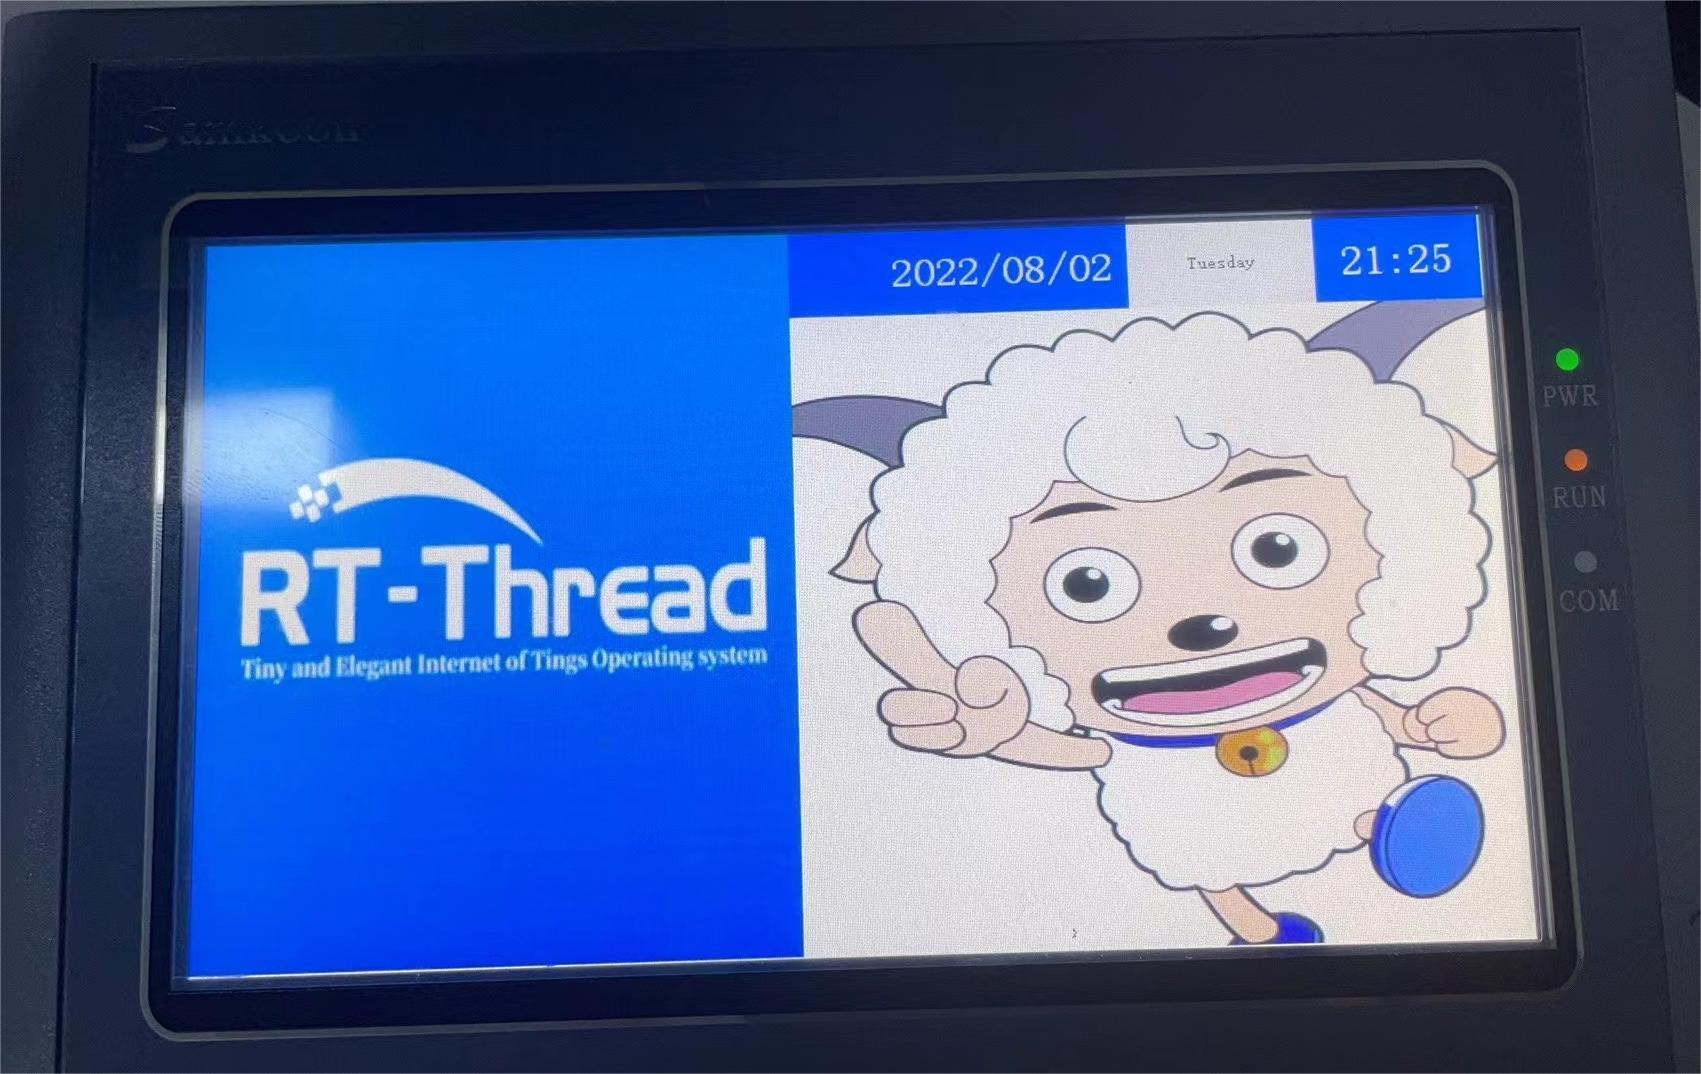 RT-Thread
Tiny and Elegant Internet of Tings Operating system
2022/08/02
Tuesday
21:25
PWR
RUN
COM